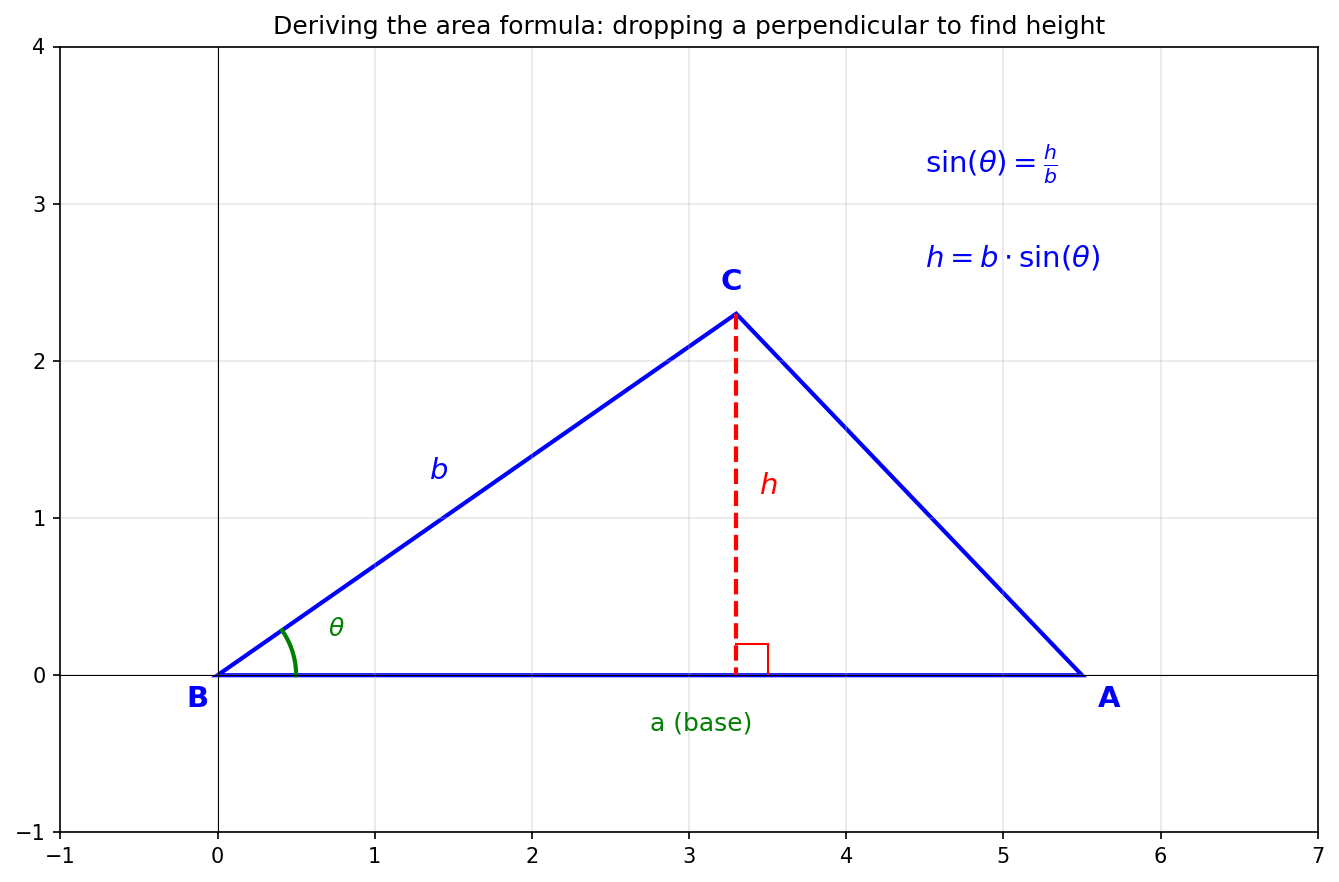 Deriving the area formula: dropping a perpendicular to find height
4
sin(θ) = h/b
3
h = b · sin(θ)
C
2
b
h
1
θ
0
B
A
a (base)
−1
−1 0 1 2 3 4 5 6 7